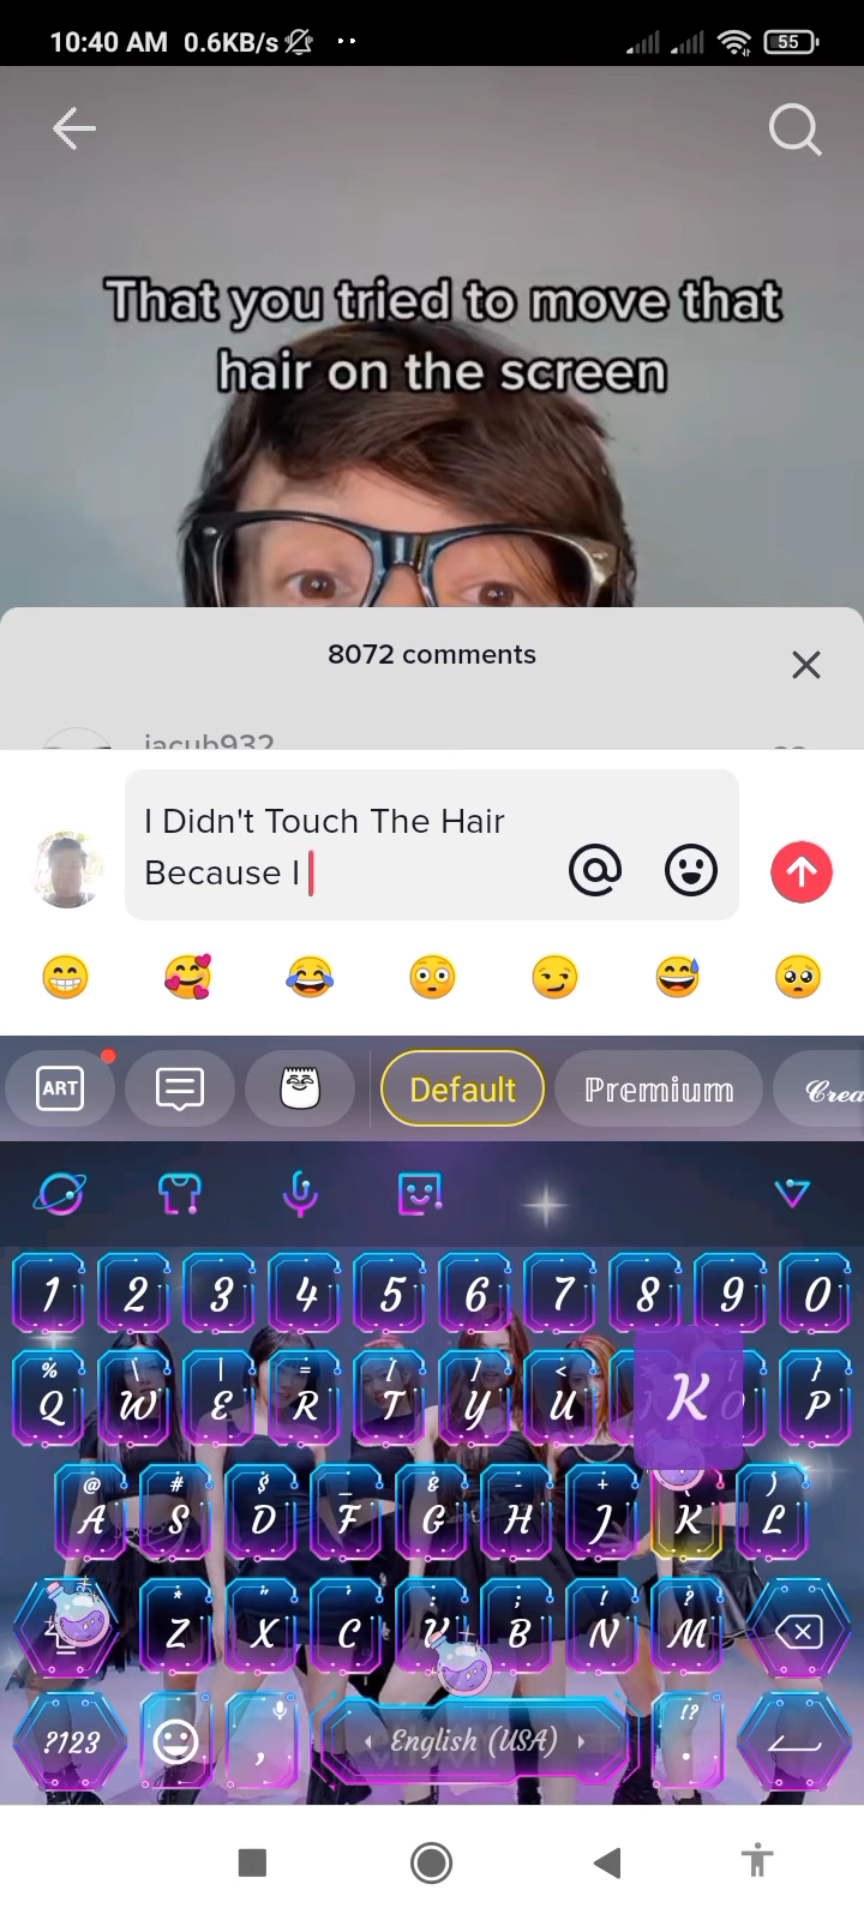 10:40 AM 0.6KB/s
55
That you tried to move that
hair on the screen
8072 comments
jacub932
I Didn't Touch The Hair
Because I
ART
Default
ℙ𝕣𝕖𝕞𝕚𝕦𝕞
𝒞𝓇𝑒𝒶
1 2 3 4 5 6 7 8 9 0
% \ | = [ ] < }
Q W E R T Y U K O P
@ # $ _ & - + )
A S D F G H J K L
* " ' : ; ! ?
Z X C V B N M
!?
?123 , English (USA) .